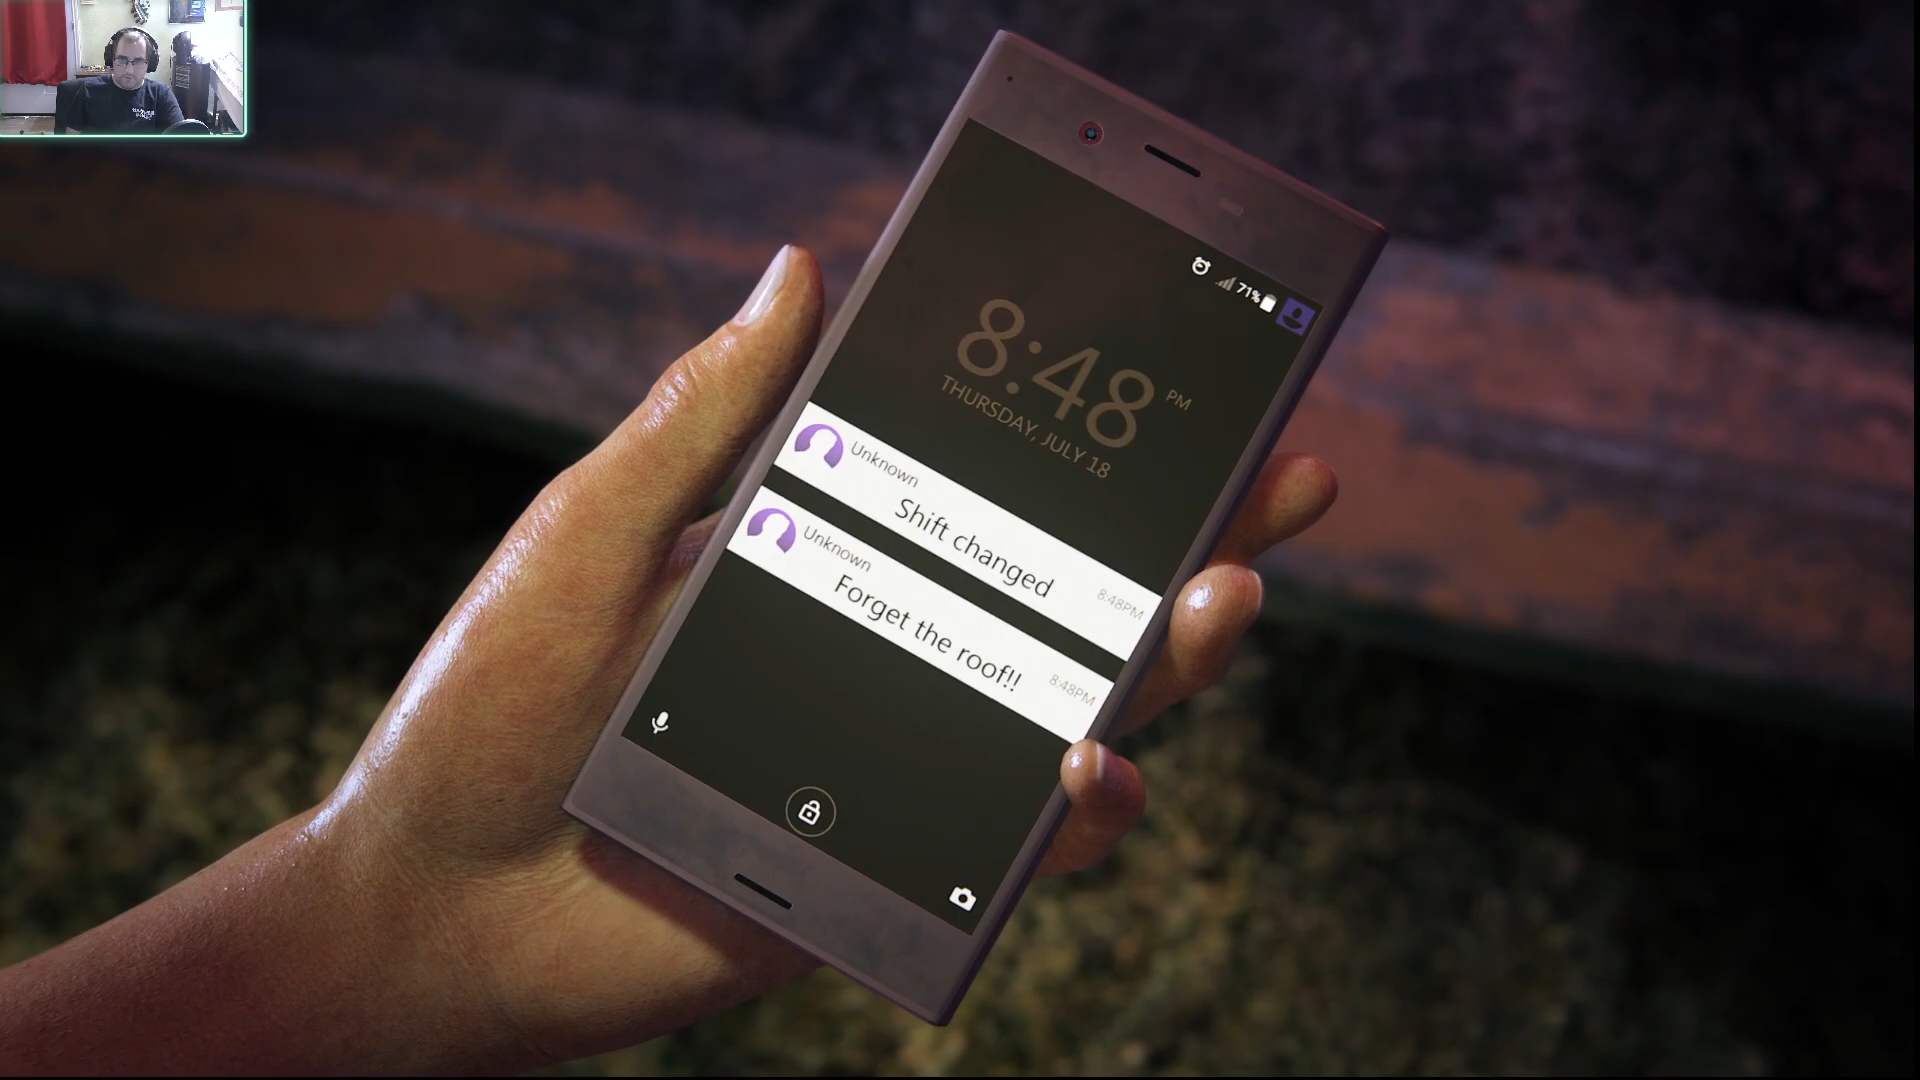 71%
8:48 PM
THURSDAY, JULY 18
Unknown
Shift changed
8:48PM
Unknown
Forget the roof!!
8:48PM